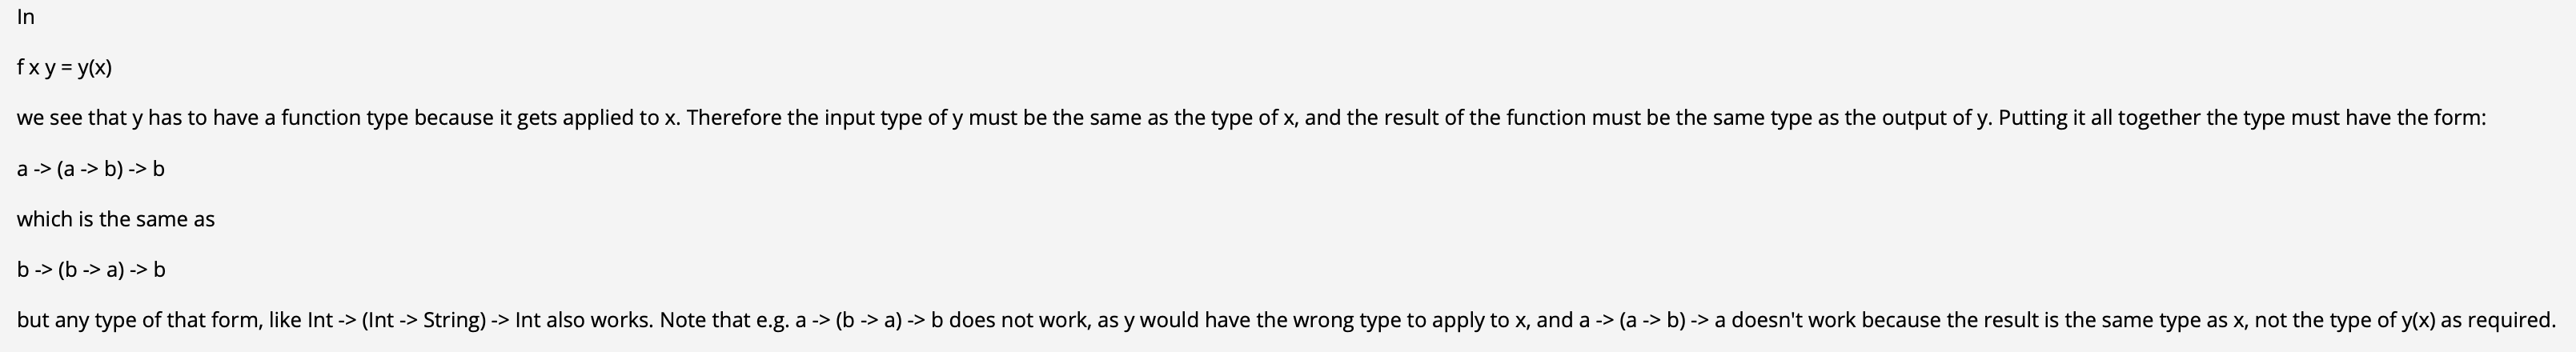 In
f x y = y(x)
we see that y has to have a function type because it gets applied to x. Therefore the input type of y must be the same as the type of x, and the result of the function must be the same type as the output of y. Putting it all together the type must have the form:
a -> (a -> b) -> b
which is the same as
b -> (b -> a) -> b
but any type of that form, like Int -> (Int -> String) -> Int also works. Note that e.g. a -> (b -> a) -> b does not work, as y would have the wrong type to apply to x, and a -> (a -> b) -> a doesn't work because the result is the same type as x, not the type of y(x) as required.